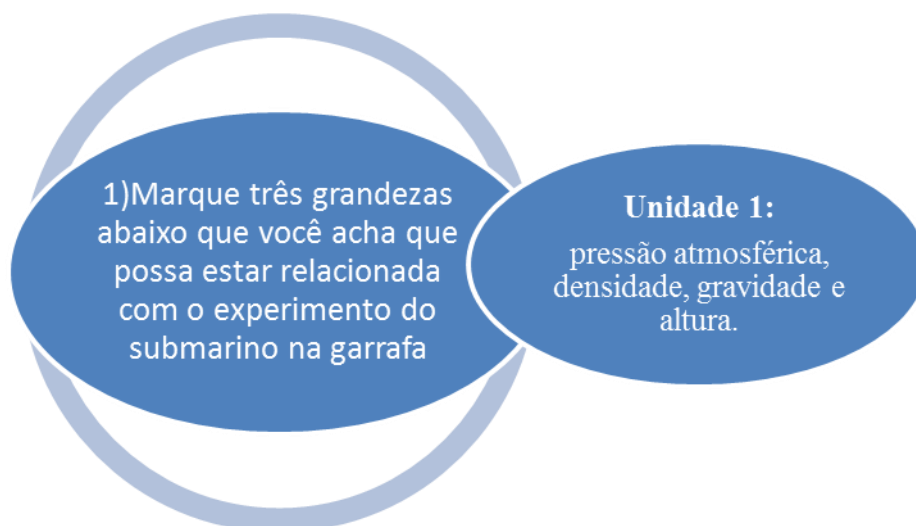 1)Marque três grandezas
abaixo que você acha que
possa estar relacionada
com o experimento do
submarino na garrafa
Unidade 1:
pressão atmosférica,
densidade, gravidade e
altura.